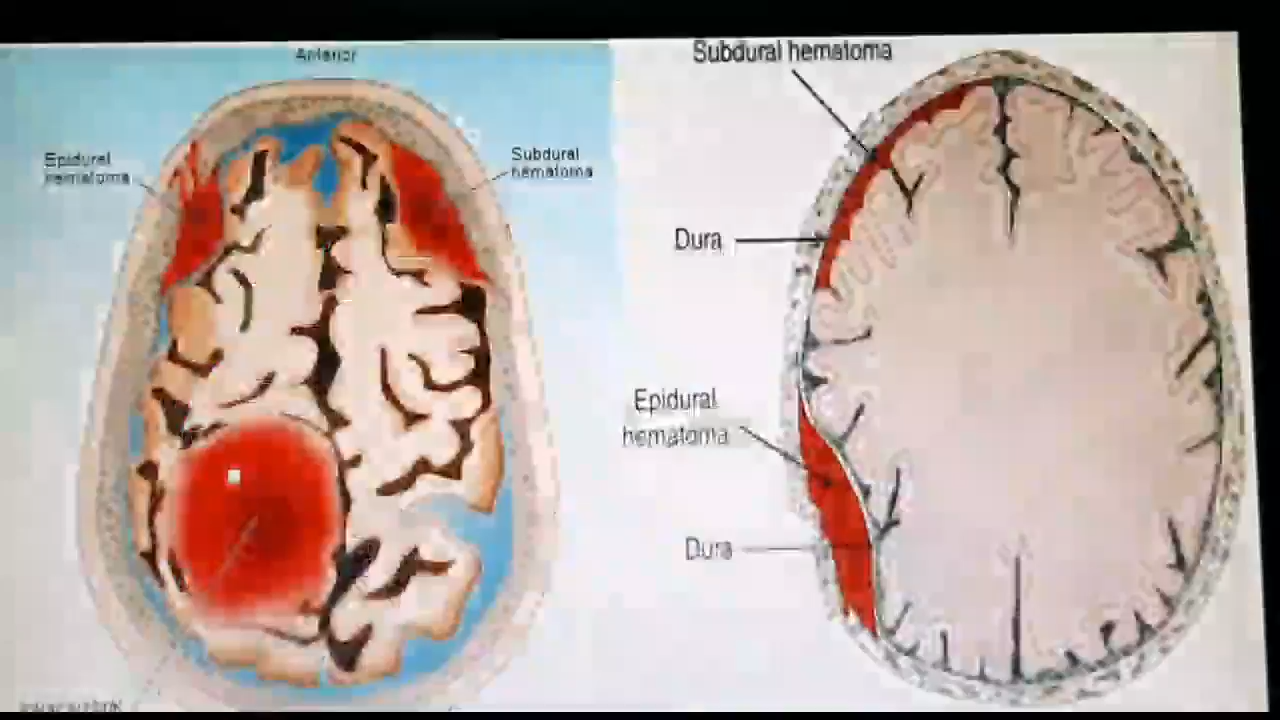 Anterior
Epidural
hematoma
Subdural
hematoma
Subdural hematoma
Dura
Epidural
hematoma
Dura